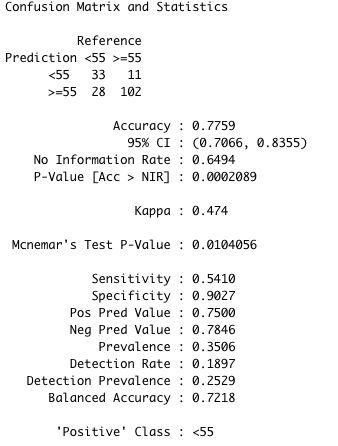 Confusion Matrix and Statistics
Reference
Prediction <55 >=55
<55 33 11
>=55 28 102
Accuracy : 0.7759
95% CI : (0.7066, 0.8355)
No Information Rate : 0.6494
P-Value [Acc > NIR] : 0.0002089
Kappa : 0.474
Mcnemar's Test P-Value : 0.0104056
Sensitivity : 0.5410
Specificity : 0.9027
Pos Pred Value : 0.7500
Neg Pred Value : 0.7846
Prevalence : 0.3506
Detection Rate : 0.1897
Detection Prevalence : 0.2529
Balanced Accuracy : 0.7218
'Positive' Class : <55